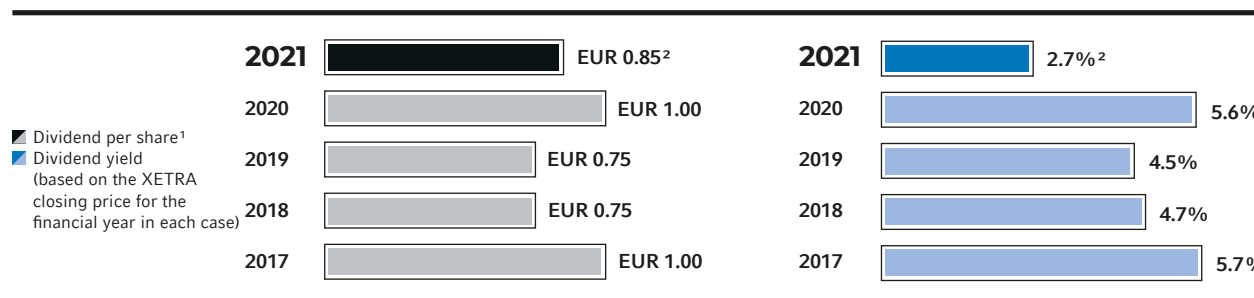 2021 EUR 0.85²
2020 EUR 1.00
2019 EUR 0.75
2018 EUR 0.75
2017 EUR 1.00
Dividend per share¹
Dividend yield
(based on the XETRA
closing price for the
financial year in each case)
2021 2.7%²
2020 5.6%
2019 4.5%
2018 4.7%
2017 5.7%